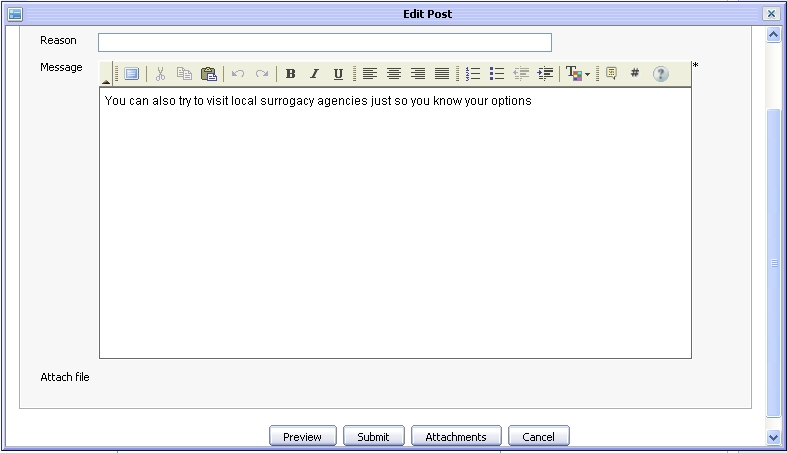 Edit Post
Reason
Message
B I U # ? *
You can also try to visit local surrogacy agencies just so you know your options
Attach file
Preview Submit Attachments Cancel